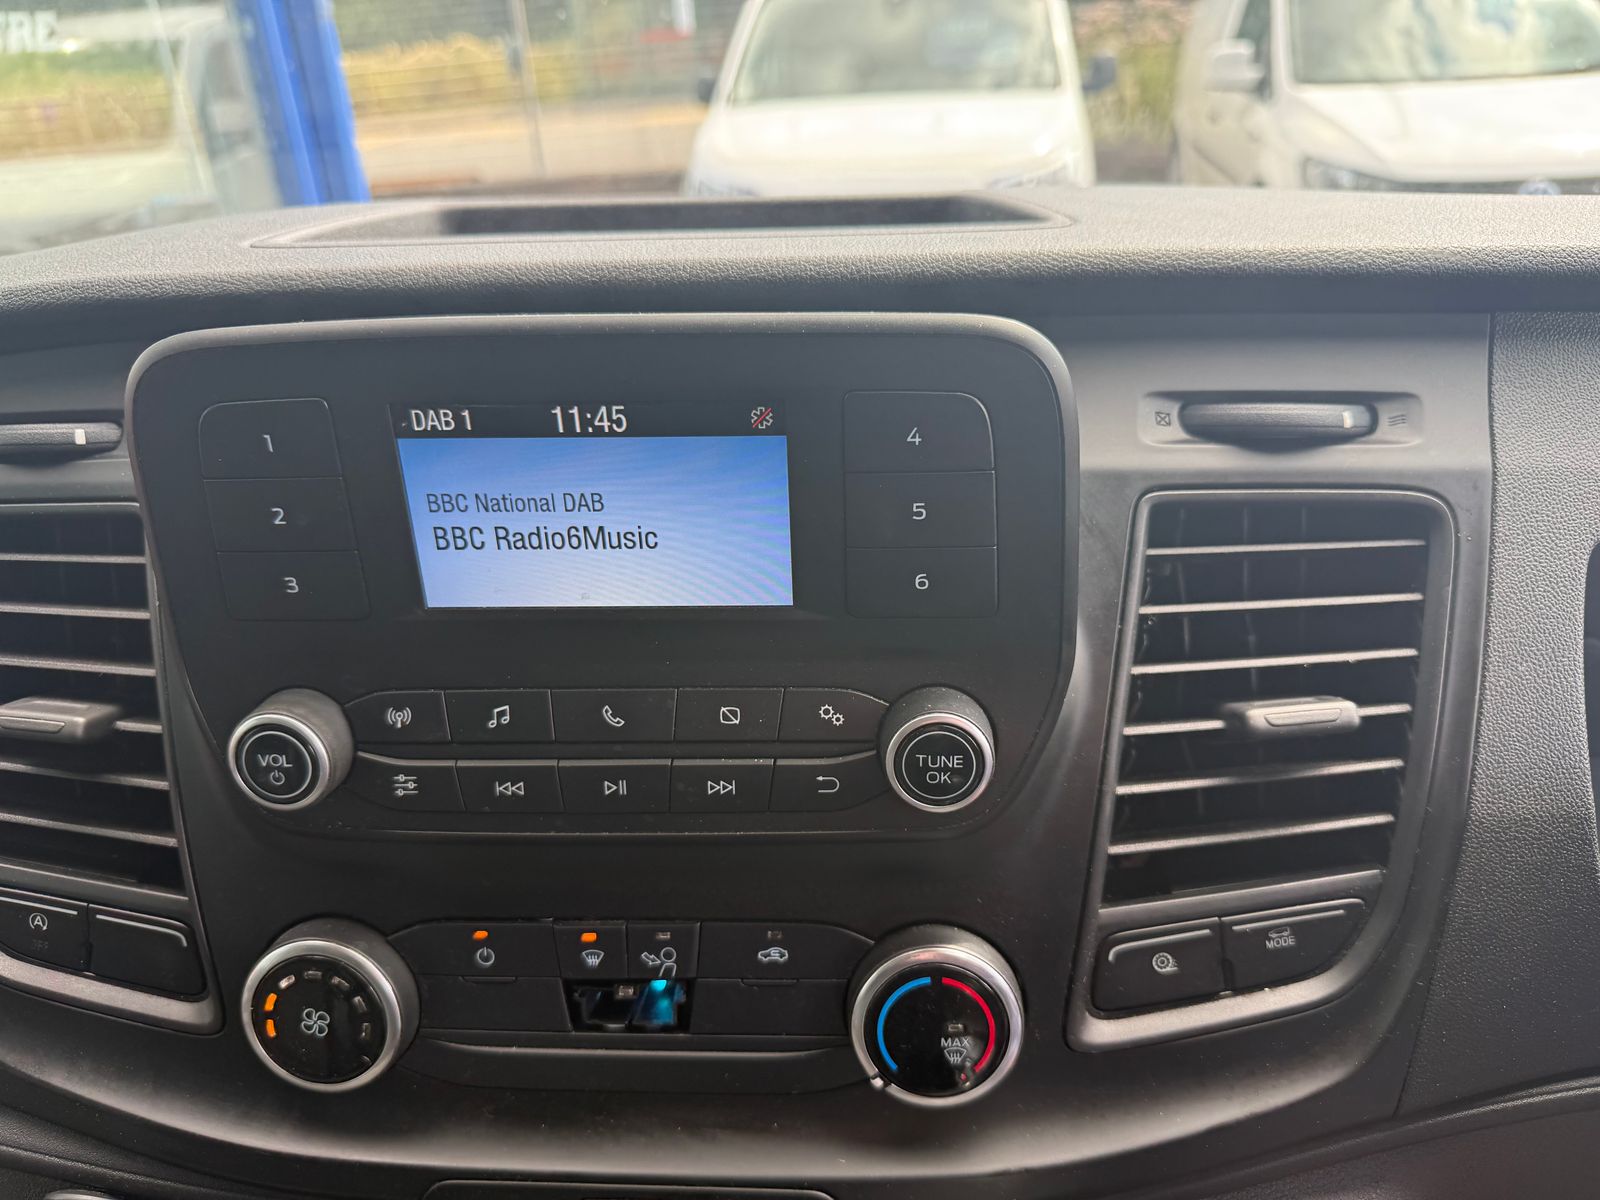 DAB 1
11:45
BBC National DAB
BBC Radio6Music
1
2
3
4
5
6
VOL
TUNE
OK
A
OFF
MODE
MAX